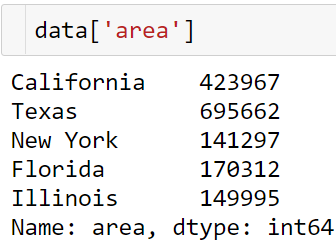 data['area']
California    423967
Texas         695662
New York      141297
Florida       170312
Illinois      149995
Name: area, dtype: int64